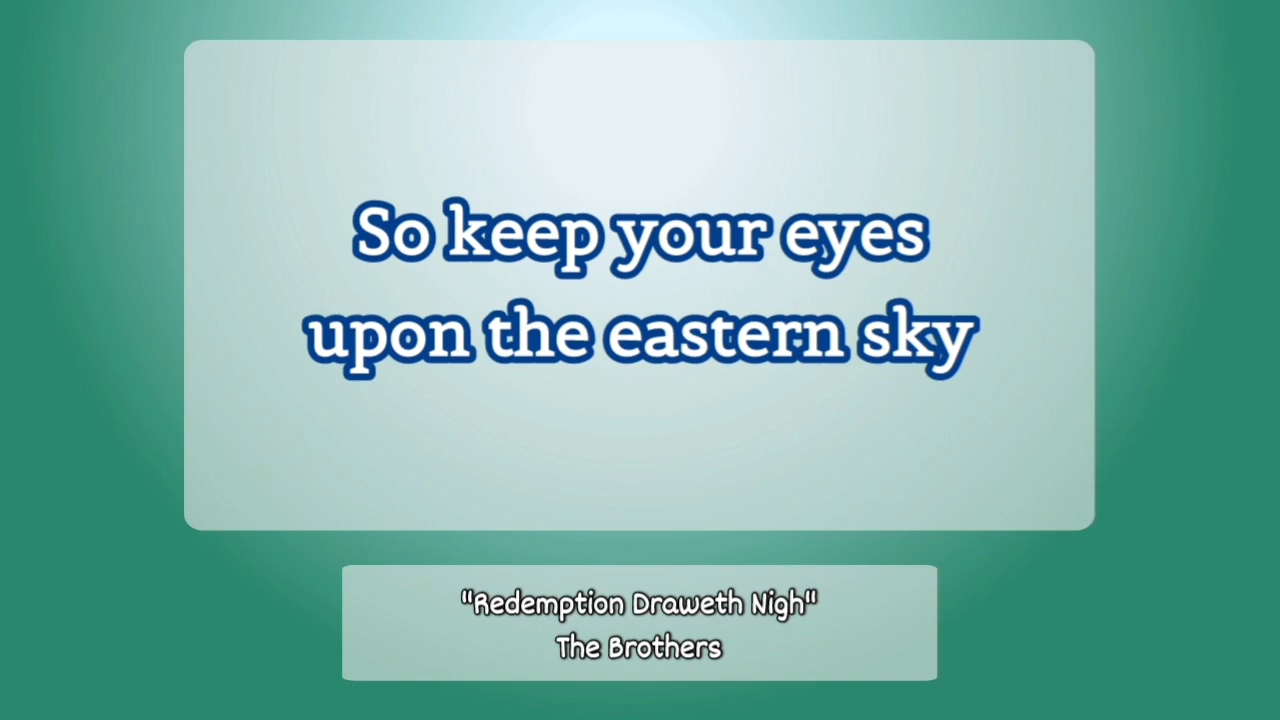 So keep your eyes
upon the eastern sky
"Redemption Draweth Nigh"
The Brothers